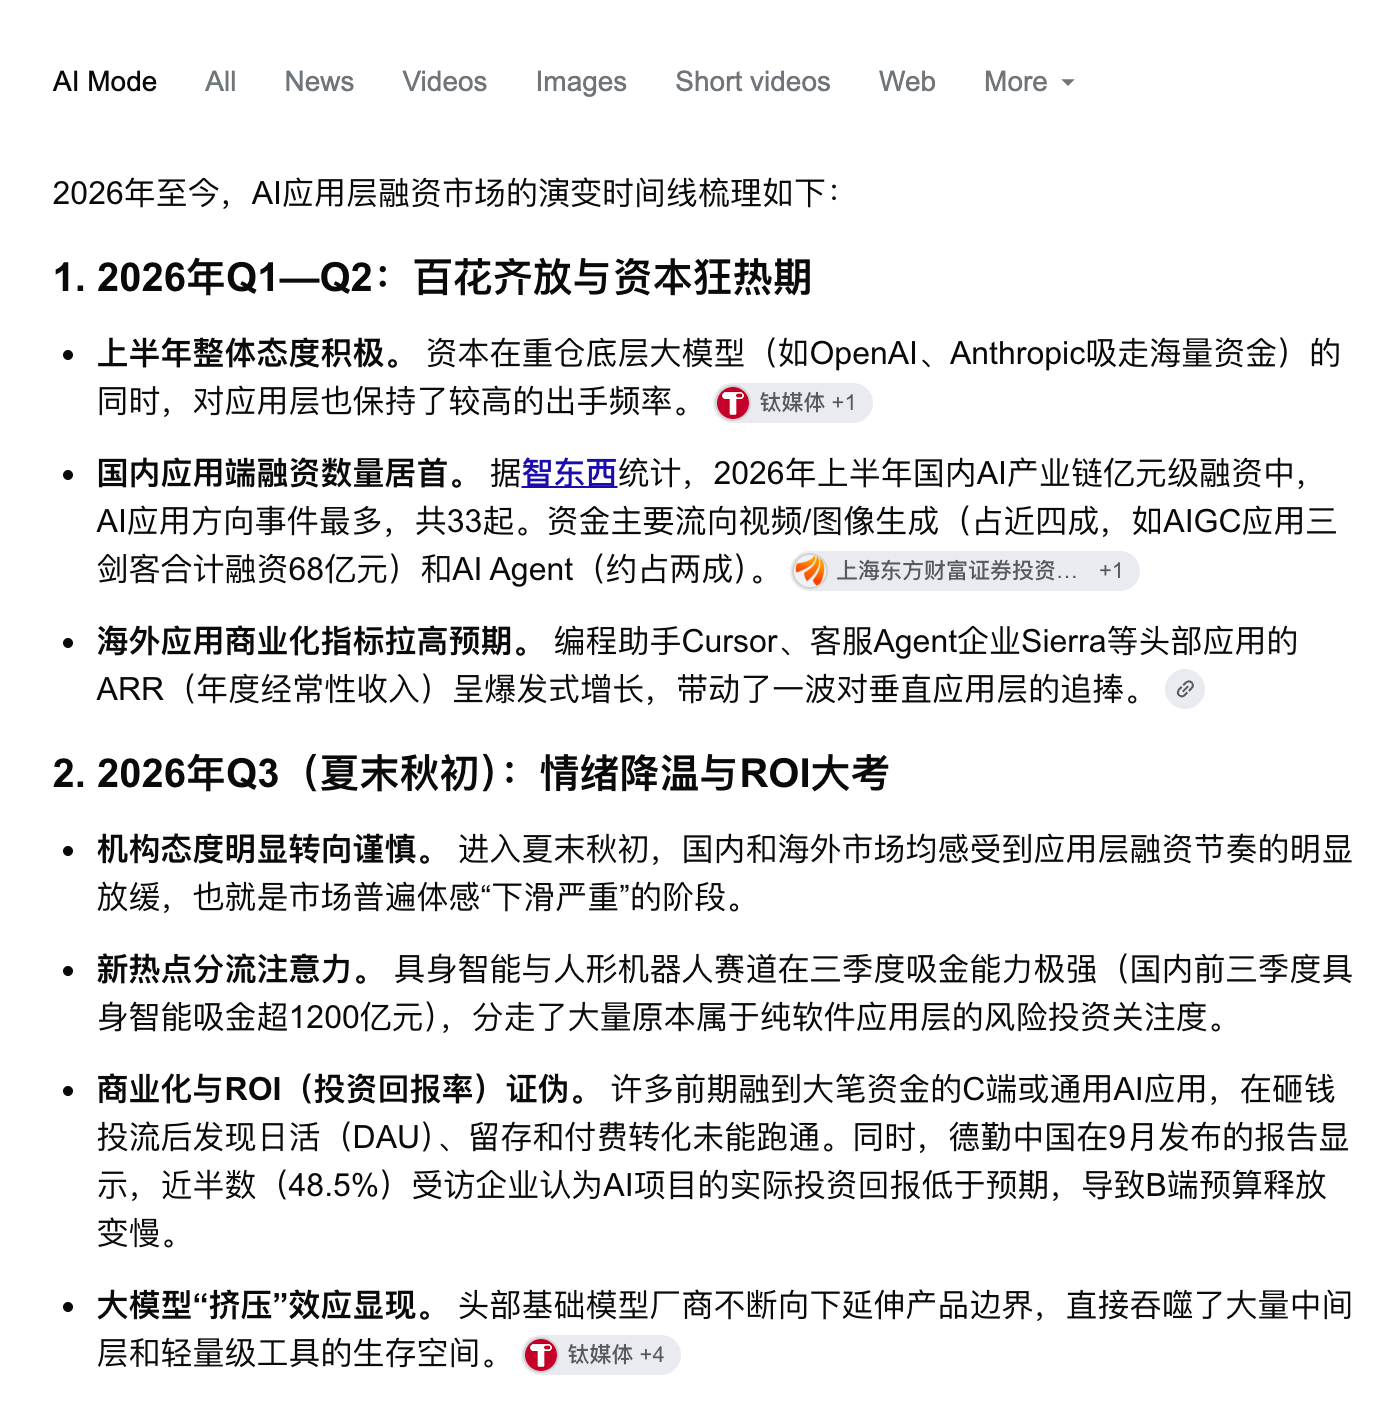 AI Mode All News Videos Images Short videos Web More
2026年至今，AI应用层融资市场的演变时间线梳理如下：
1. 2026年Q1—Q2：百花齐放与资本狂热期
• 上半年整体态度积极。 资本在重仓底层大模型（如OpenAI、Anthropic吸走海量资金）的
同时，对应用层也保持了较高的出手频率。 钛媒体 +1
• 国内应用端融资数量居首。 据智东西统计，2026年上半年国内AI产业链亿元级融资中，
AI应用方向事件最多，共33起。资金主要流向视频/图像生成（占近四成，如AIGC应用三
剑客合计融资68亿元）和AI Agent（约占两成）。 上海东方财富证券投资... +1
• 海外应用商业化指标拉高预期。 编程助手Cursor、客服Agent企业Sierra等头部应用的
ARR（年度经常性收入）呈爆发式增长，带动了一波对垂直应用层的追捧。
2. 2026年Q3（夏末秋初）：情绪降温与ROI大考
• 机构态度明显转向谨慎。 进入夏末秋初，国内和海外市场均感受到应用层融资节奏的明显
放缓，也就是市场普遍体感“下滑严重”的阶段。
• 新热点分流注意力。 具身智能与人形机器人赛道在三季度吸金能力极强（国内前三季度具
身智能吸金超1200亿元），分走了大量原本属于纯软件应用层的风险投资关注度。
• 商业化与ROI（投资回报率）证伪。 许多前期融到大笔资金的C端或通用AI应用，在砸钱
投流后发现日活（DAU）、留存和付费转化未能跑通。同时，德勤中国在9月发布的报告显
示，近半数（48.5%）受访企业认为AI项目的实际投资回报低于预期，导致B端预算释放
变慢。
• 大模型“挤压”效应显现。 头部基础模型厂商不断向下延伸产品边界，直接吞噬了大量中间
层和轻量级工具的生存空间。 钛媒体 +4